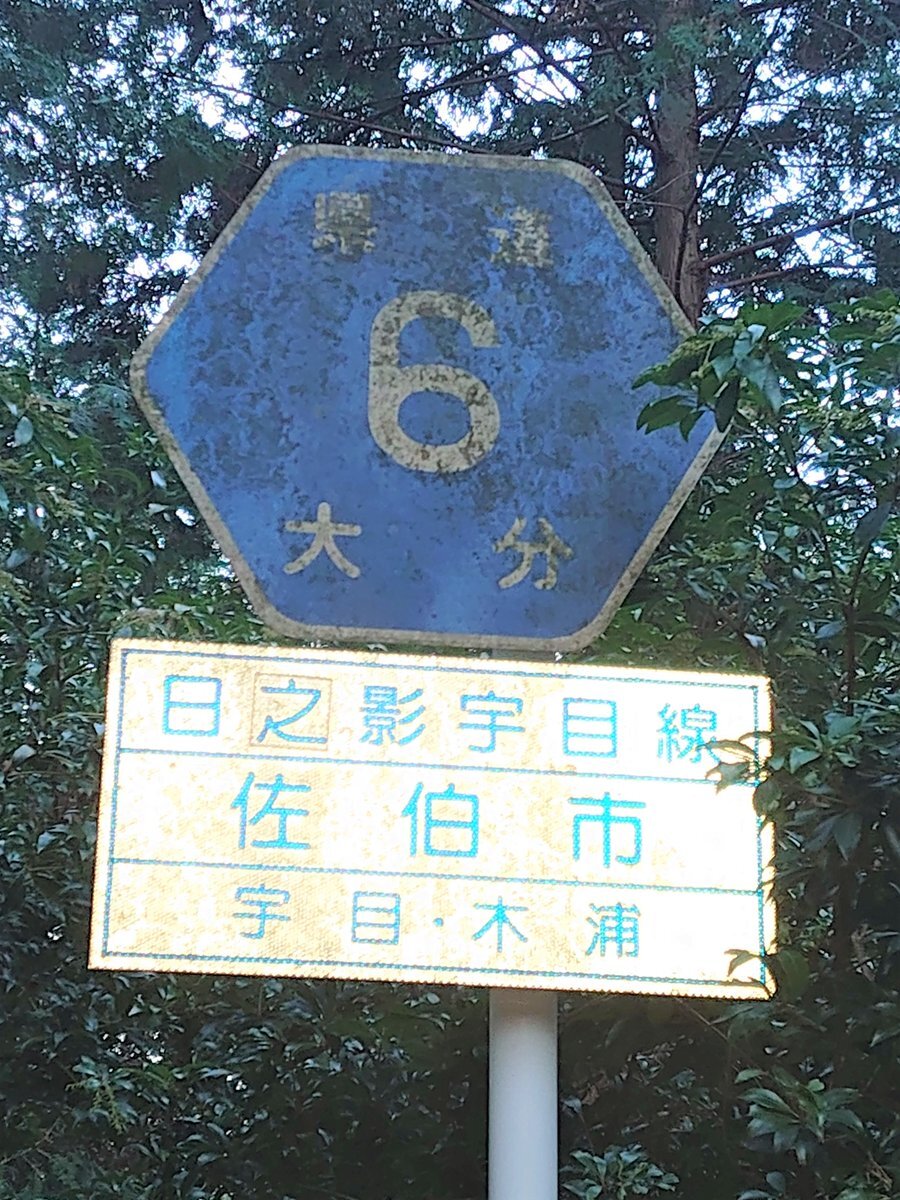 県道
6
大分
日之影宇目線
佐伯市
宇目・木浦